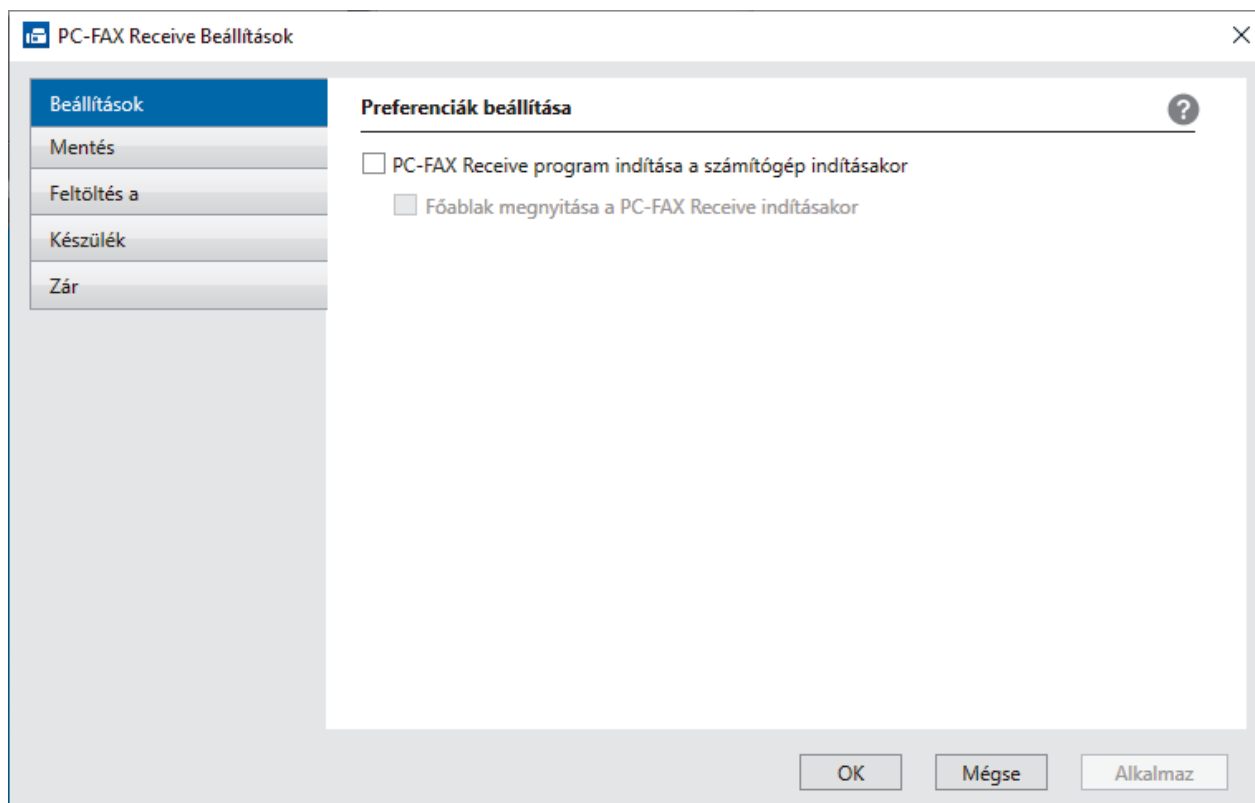 PC-FAX Receive Beállítások
Beállítások
Mentés
Feltöltés a
Készülék
Zár
Preferenciák beállítása
?
PC-FAX Receive program indítása a számítógép indításakor
Főablak megnyitása a PC-FAX Receive indításakor
OK
Mégse
Alkalmaz